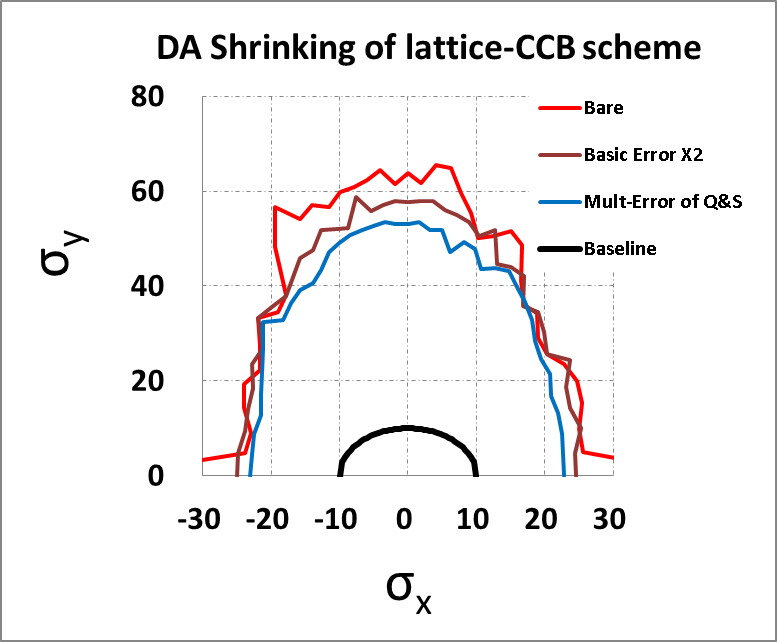 DA Shrinking of lattice-CCB scheme
80
60
40
20
0
-30 -20 -10 0 10 20 30
σy
σx
Bare
Basic Error X2
Mult-Error of Q&S
Baseline